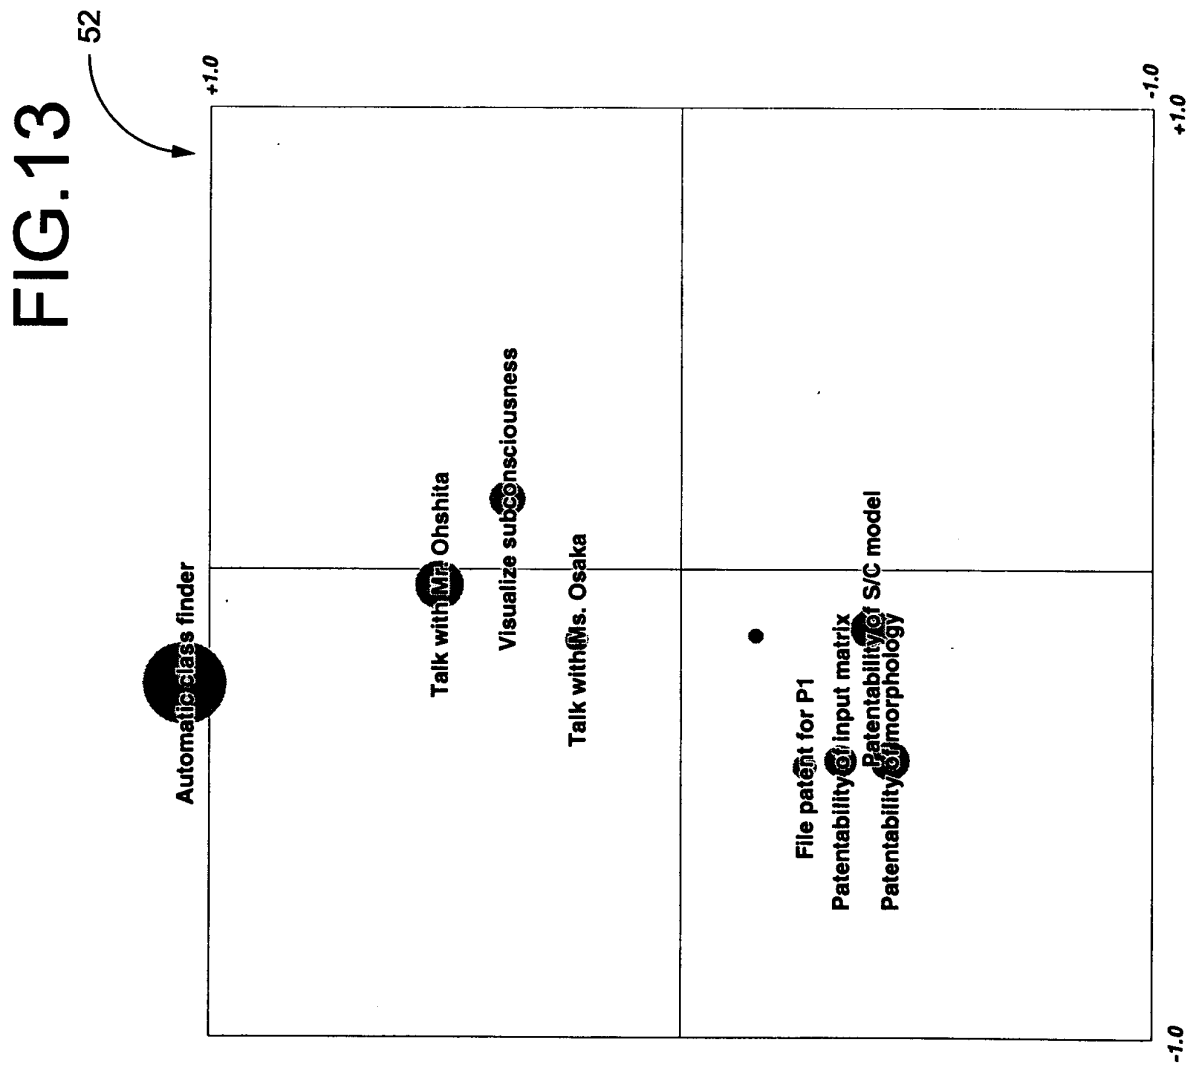 FIG.13
52
+1.0
Automatic class finder
Talk with Mr. Ohshita
Visualize subconsciousness
Talk with Ms. Osaka
File patent for P1
Patentability of input matrix
Patentability of S/C model
Patentability of morphology
-1.0
-1.0
+1.0